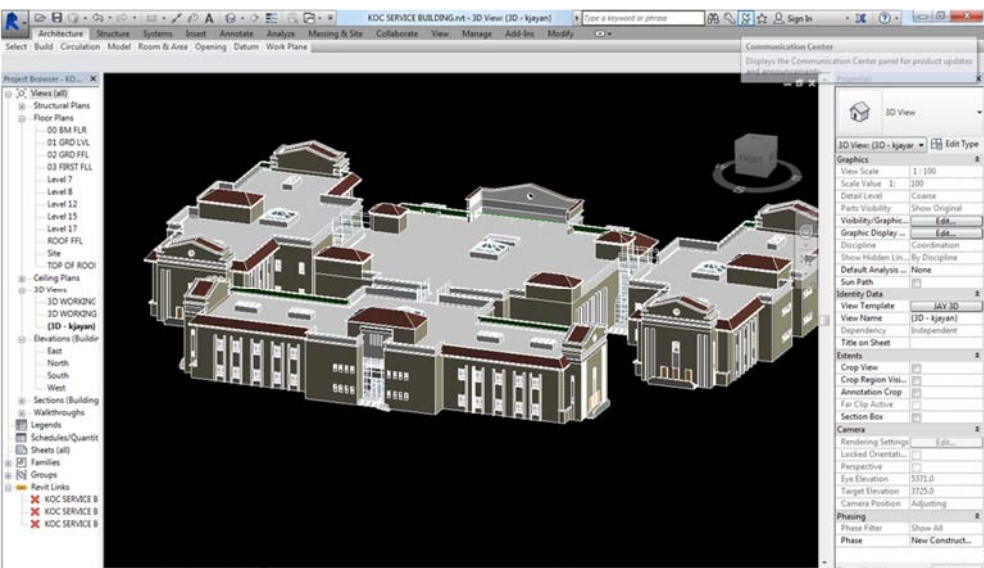 KOC SERVICE BUILDING.rvt - 3D View: {3D - kjayan}
Type a keyword or phrase
Sign In
Architecture Structure Systems Insert Annotate Analyze Massing & Site Collaborate View Manage Add-Ins Modify
Select Build Circulation Model Room & Area Opening Datum Work Plane
Communication Center
Displays the Communication Center panel for product updates
and announcements
Project Browser - KO...
Views (all)
Structural Plans
Floor Plans
00 BM FLR
01 GRD LVL
02 GRD FFL
03 FIRST FLL
Level 7
Level 8
Level 12
Level 15
Level 17
ROOF FFL
Site
TOP OF ROOI
Ceiling Plans
3D Views
3D WORKINC
3D WORKING
{3D - kjayan}
Elevations (Buildir
East
North
South
West
Sections (Building
Walkthroughs
Legends
Schedules/Quantit
Sheets (all)
Families
Groups
Revit Links
KOC SERVICE B
KOC SERVICE B
KOC SERVICE B
FRONT
Properties
3D View
3D View: {3D - kjayar Edit Type
Graphics
View Scale 1 : 100
Scale Value 1: 100
Detail Level Coarse
Parts Visibility Show Original
Visibility/Graphic... Edit...
Graphic Display ... Edit...
Discipline Coordination
Show Hidden Lin... By Discipline
Default Analysis ... None
Sun Path
Identity Data
View Template JAY 3D
View Name {3D - kjayan}
Dependency Independent
Title on Sheet
Extents
Crop View
Crop Region Visi...
Annotation Crop
Far Clip Active
Section Box
Camera
Rendering Settings Edit...
Locked Orientati...
Perspective
Eye Elevation 5371.0
Target Elevation 3725.0
Camera Position Adjusting
Phasing
Phase Filter Show All
Phase New Construct...